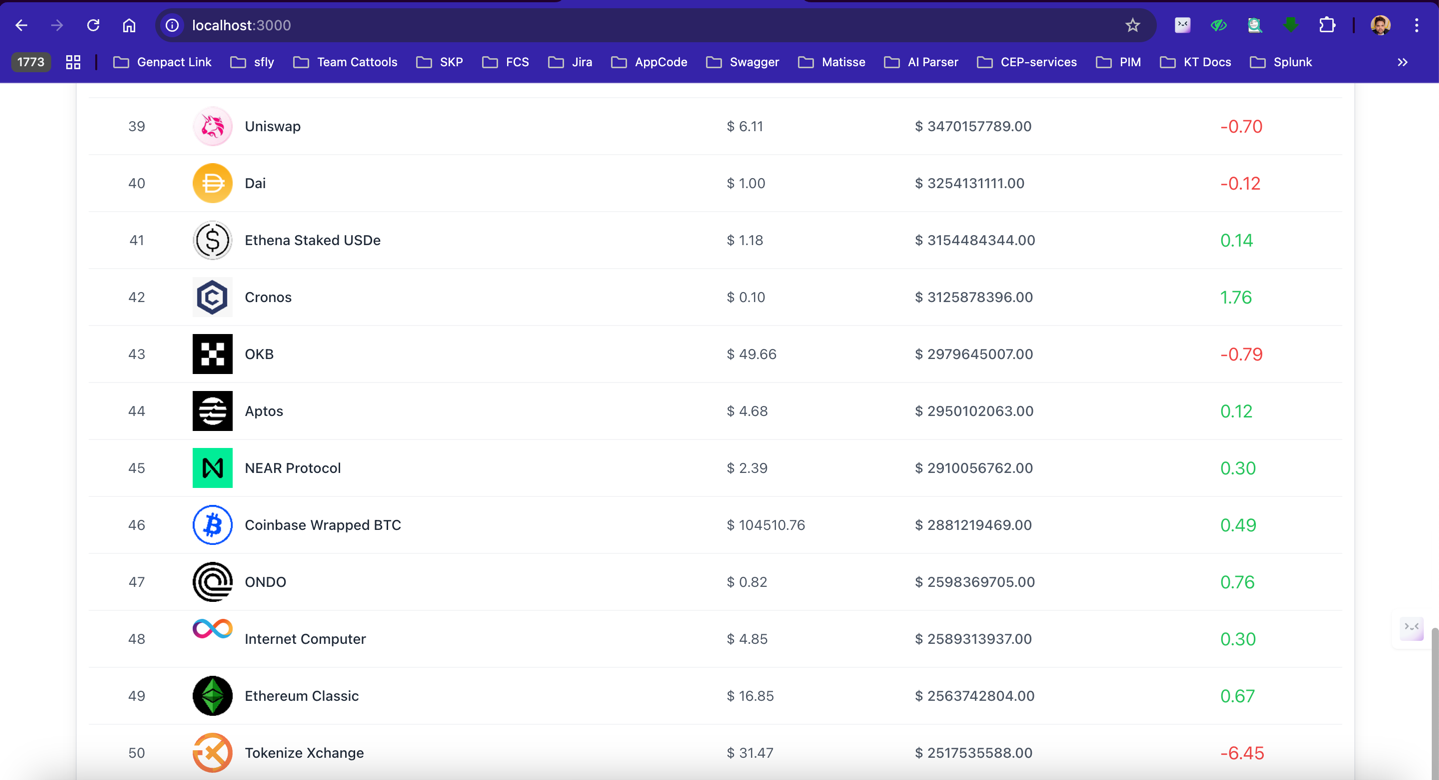 localhost:3000
1773 Genpact Link sfly Team Cattools SKP FCS Jira AppCode Swagger Matisse AI Parser CEP-services PIM KT Docs Splunk »
39 Uniswap $ 6.11 $ 3470157789.00 -0.70
40 Dai $ 1.00 $ 3254131111.00 -0.12
41 Ethena Staked USDe $ 1.18 $ 3154484344.00 0.14
42 Cronos $ 0.10 $ 3125878396.00 1.76
43 OKB $ 49.66 $ 2979645007.00 -0.79
44 Aptos $ 4.68 $ 2950102063.00 0.12
45 NEAR Protocol $ 2.39 $ 2910056762.00 0.30
46 Coinbase Wrapped BTC $ 104510.76 $ 2881219469.00 0.49
47 ONDO $ 0.82 $ 2598369705.00 0.76
48 Internet Computer $ 4.85 $ 2589313937.00 0.30
49 Ethereum Classic $ 16.85 $ 2563742804.00 0.67
50 Tokenize Xchange $ 31.47 $ 2517535588.00 -6.45